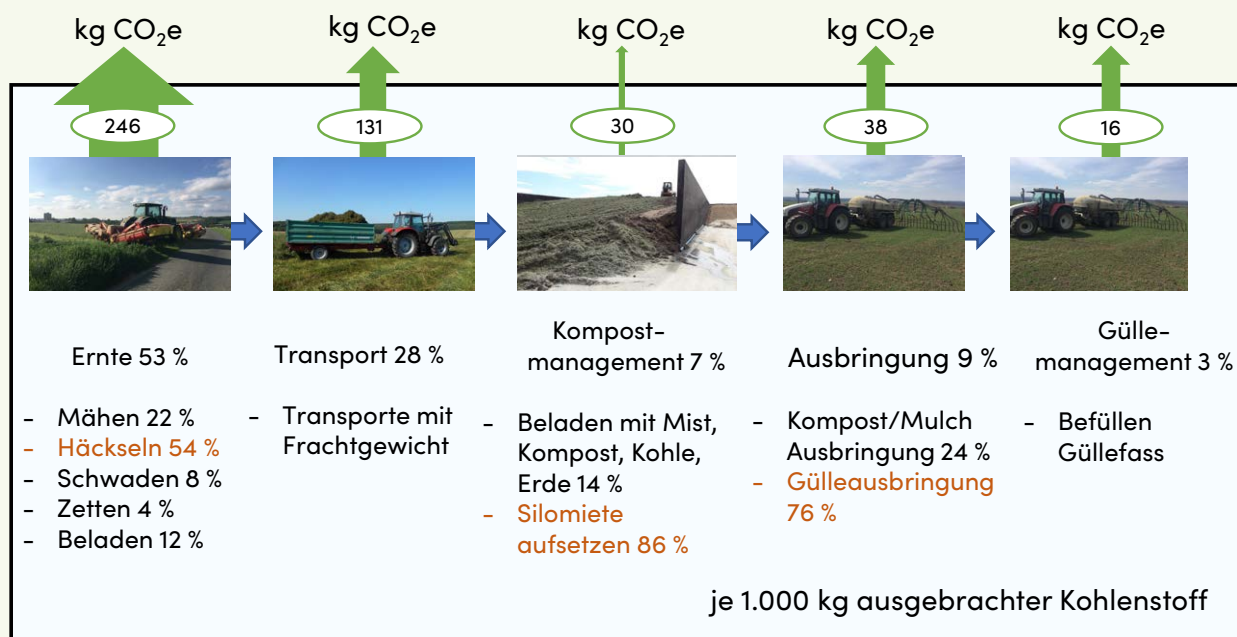 kg CO₂e
kg CO₂e
kg CO₂e
kg CO₂e
kg CO₂e
246
131
30
38
16
Ernte 53 %
- Mähen 22 %
- Häckseln 54 %
- Schwaden 8 %
- Zetten 4 %
- Beladen 12 %
Transport 28 %
- Transporte mit
Frachtgewicht
Kompost-
management 7 %
- Beladen mit Mist,
Kompost, Kohle,
Erde 14 %
- Silomiete
aufsetzen 86 %
Ausbringung 9 %
- Kompost/Mulch
Ausbringung 24 %
- Gülleausbringung
76 %
Gülle-
management 3 %
- Befüllen
Güllefass
je 1.000 kg ausgebrachter Kohlenstoff